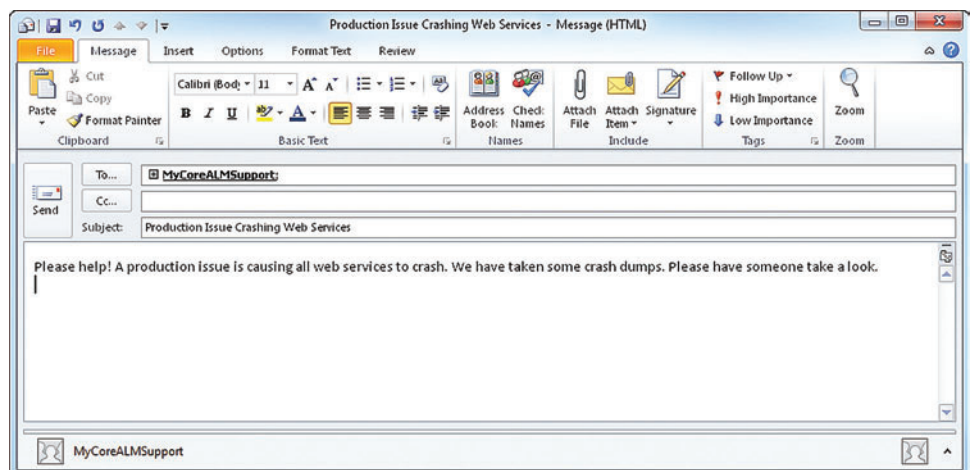 Production Issue Crashing Web Services - Message (HTML)
File Message Insert Options Format Text Review
Paste
Cut
Copy
Format Painter
Clipboard
Calibri (Body 11
B I U
Basic Text
Address Book
Check Names
Names
Attach File
Attach Item
Signature
Include
Follow Up
High Importance
Low Importance
Tags
Zoom
Zoom
Send
To... MyCoreALMSupport;
Cc...
Subject: Production Issue Crashing Web Services
Please help! A production issue is causing all web services to crash. We have taken some crash dumps. Please have someone take a look.
MyCoreALMSupport